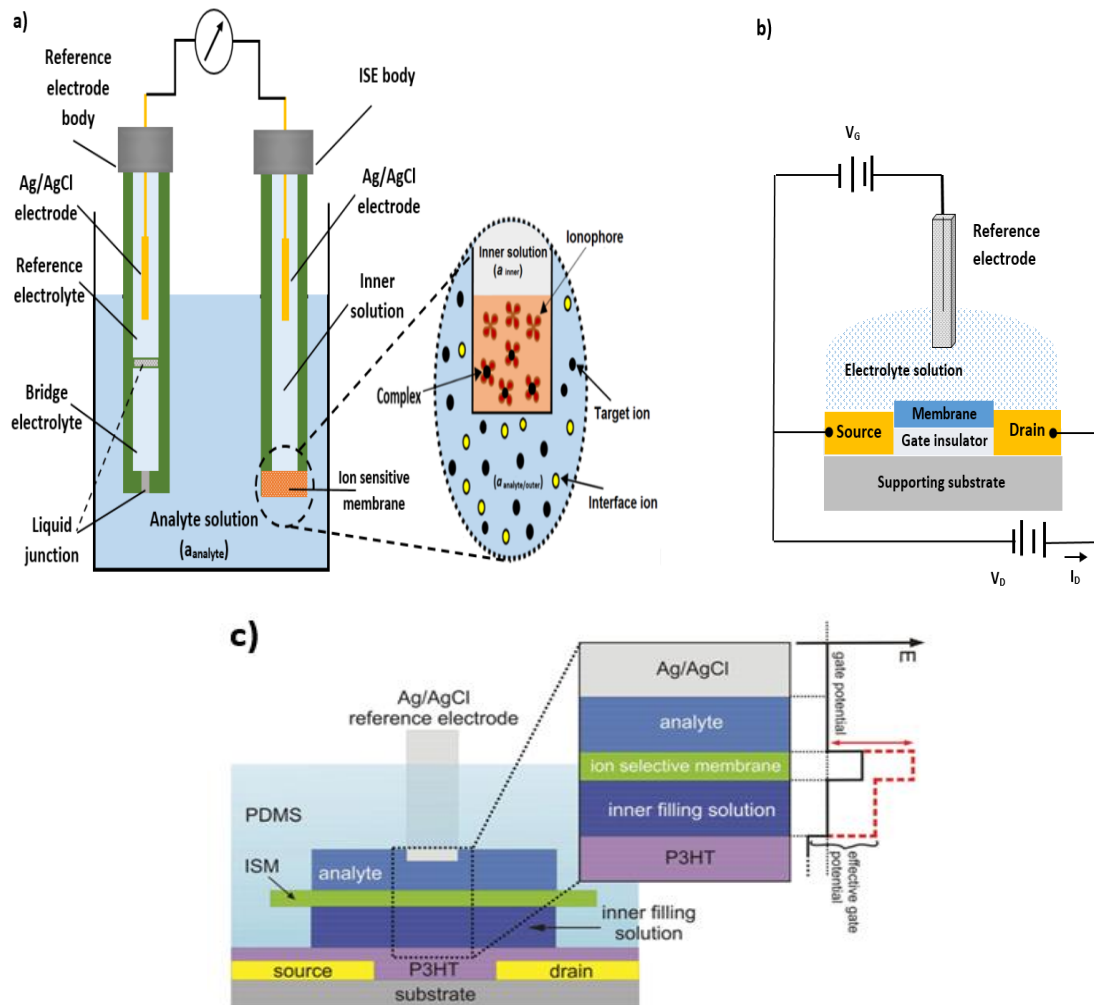 a)
Reference
electrode
body
ISE body
Ag/AgCl
electrode
Ag/AgCl
electrode
Reference
electrolyte
Inner
solution
Bridge
electrolyte
Ion sensitive
membrane
Liquid
junction
Analyte solution
(aanalyte)
Ionophore
Inner solution
(a inner)
Complex
Target ion
(a analyte/outer)
Interface ion
b)
VG
Reference
electrode
Electrolyte solution
Membrane
Source
Gate insulator
Drain
Supporting substrate
VD
ID
c)
Ag/AgCl
reference electrode
PDMS
ISM
analyte
inner filling
solution
source
P3HT
drain
substrate
Ag/AgCl
analyte
ion selective membrane
inner filling solution
P3HT
E
gate potential
effective gate
potential